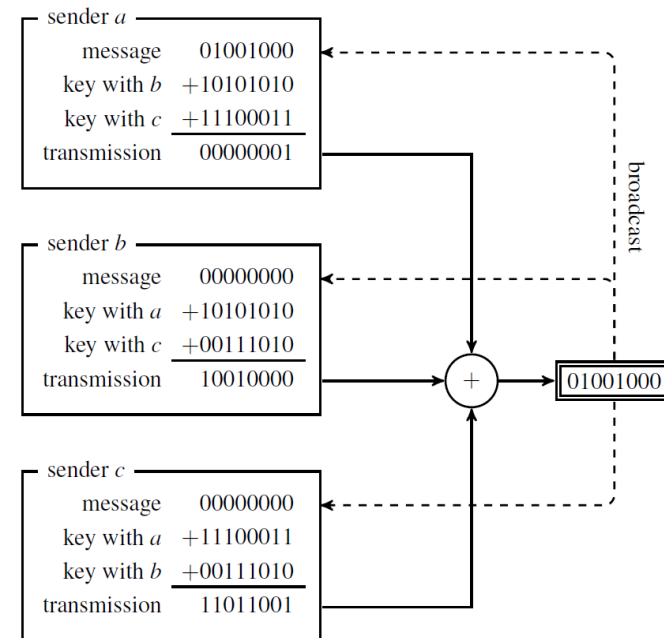 sender a
message 01001000
key with b +10101010
key with c +11100011
transmission 00000001
broadcast
sender b
message 00000000
key with a +10101010
key with c +00111010
transmission 10010000
+
01001000
sender c
message 00000000
key with a +11100011
key with b +00111010
transmission 11011001